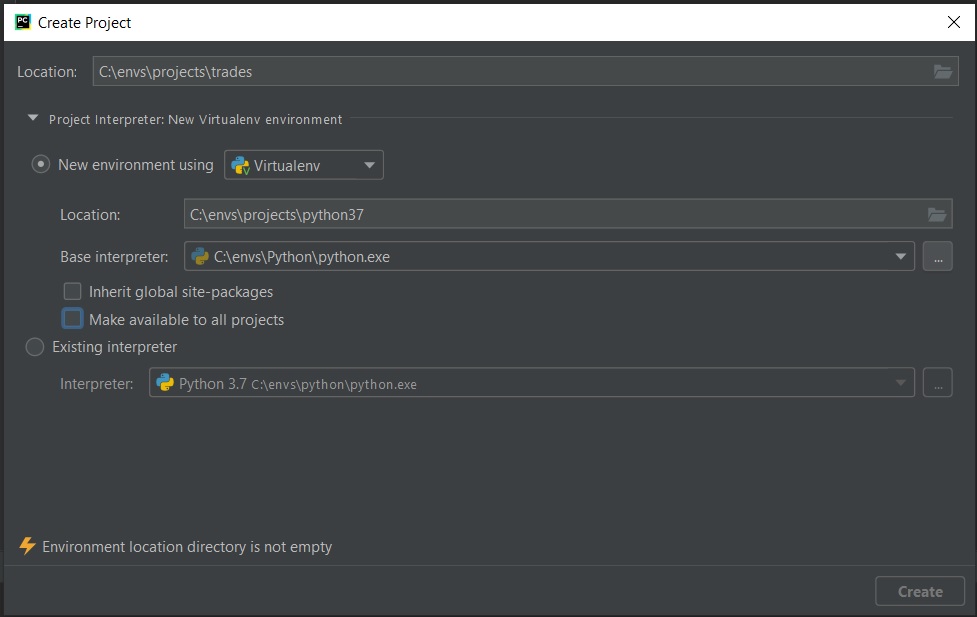 Create Project
Location: C:\envs\projects\trades
Project Interpreter: New Virtualenv environment
New environment using Virtualenv
Location: C:\envs\projects\python37
Base interpreter: C:\envs\Python\python.exe ...
Inherit global site-packages
Make available to all projects
Existing interpreter
Interpreter: Python 3.7 C:\envs\python\python.exe ...
Environment location directory is not empty
Create